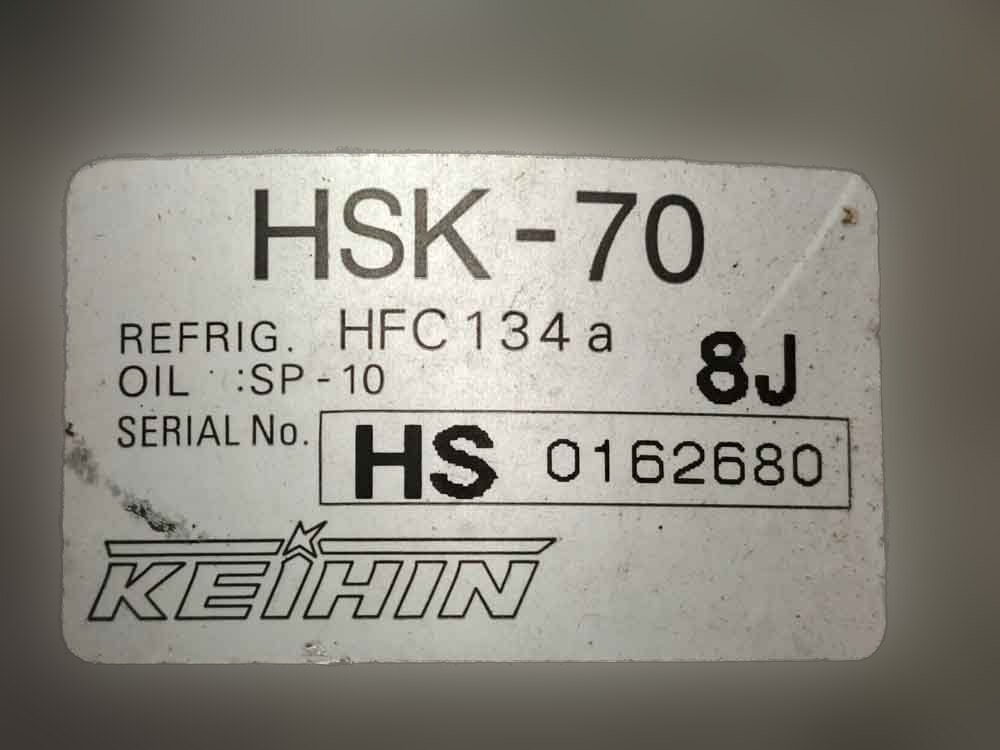 HSK-70
REFRIG. HFC134a
8J
OIL :SP-10
SERIAL No. HS 0162680
KEIHIN